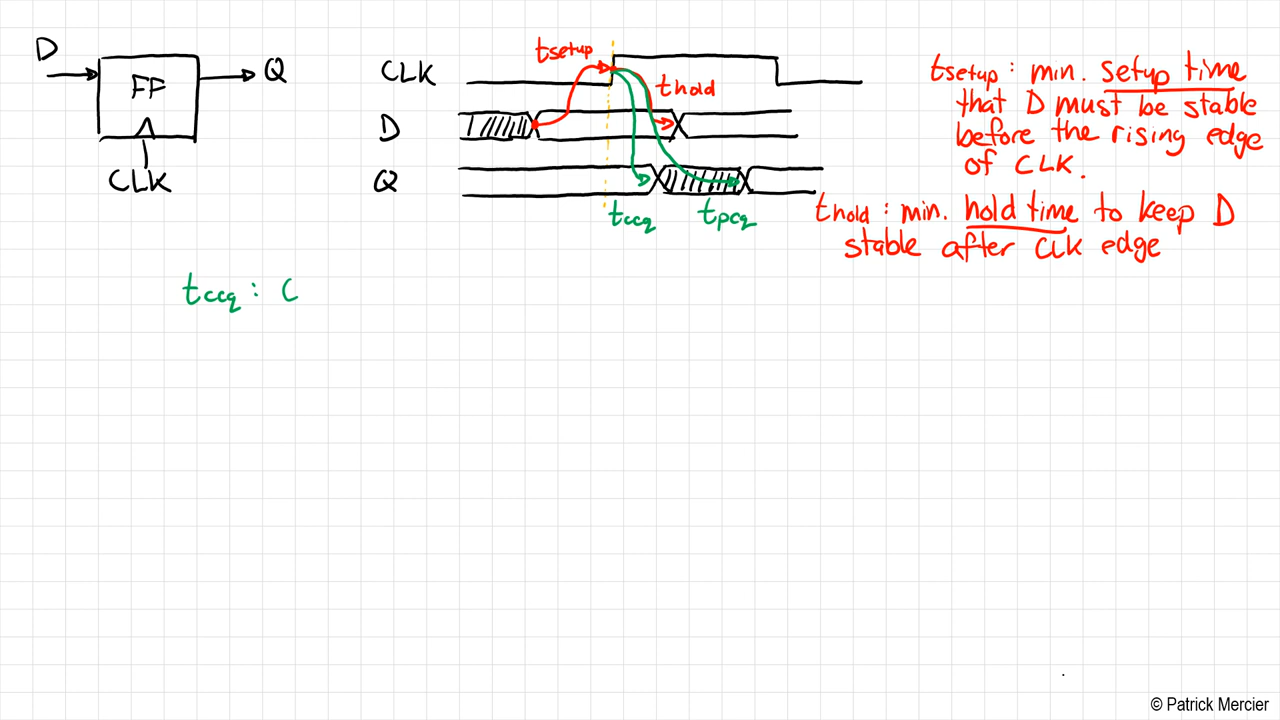 D
FF
Q
CLK
CLK
D
Q
tsetup
thold
tccq
tpcq
tsetup : min. setup time
that D must be stable
before the rising edge
of CLK.
thold : min. hold time to keep D
stable after CLK edge
tccq : C
© Patrick Mercier